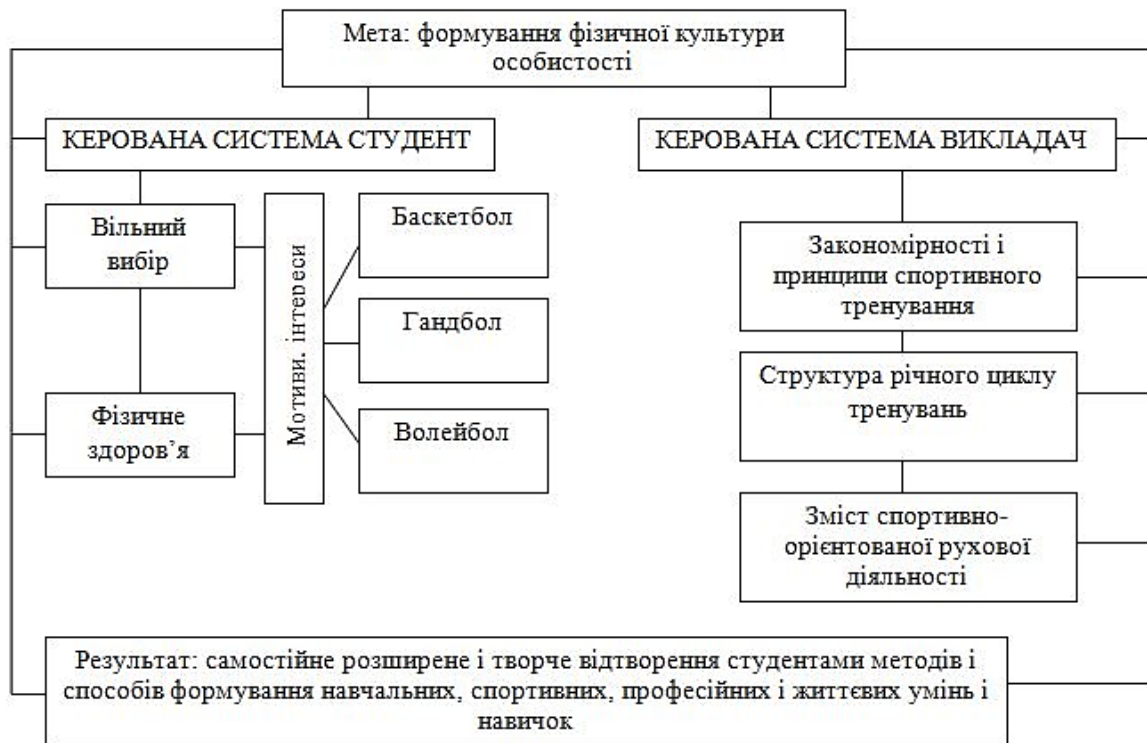 Мета: формування фізичної культури
особистості
КЕРОВАНА СИСТЕМА СТУДЕНТ
КЕРОВАНА СИСТЕМА ВИКЛАДАЧ
Вільний
вибір
Фізичне
здоров’я
Мотиви. інтереси
Баскетбол
Гандбол
Волейбол
Закономірності і
принципи спортивного
тренування
Структура річного циклу
тренувань
Зміст спортивно-
орієнтованої рухової
діяльності
Результат: самостійне розширене і творче відтворення студентами методів і
способів формування навчальних, спортивних, професійних і життєвих умінь і
навичок